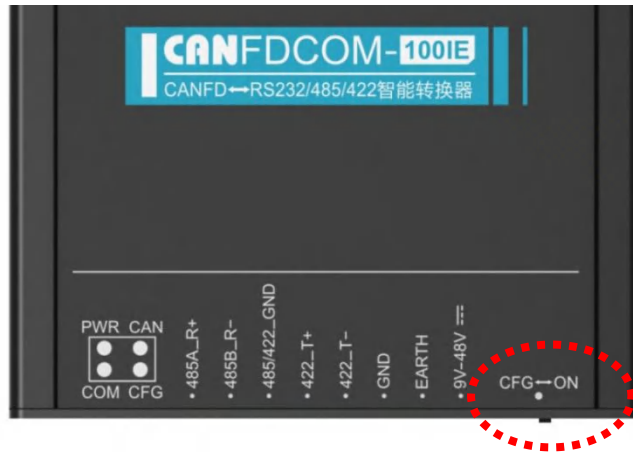 CANFDCOM-100IE
CANFD↔RS232/485/422智能转换器
PWR CAN
COM CFG
485A_R+
485B_R−
485/422_GND
422_T+
422_T−
GND
EARTH
9V–48V ⎓
CFG↔ON